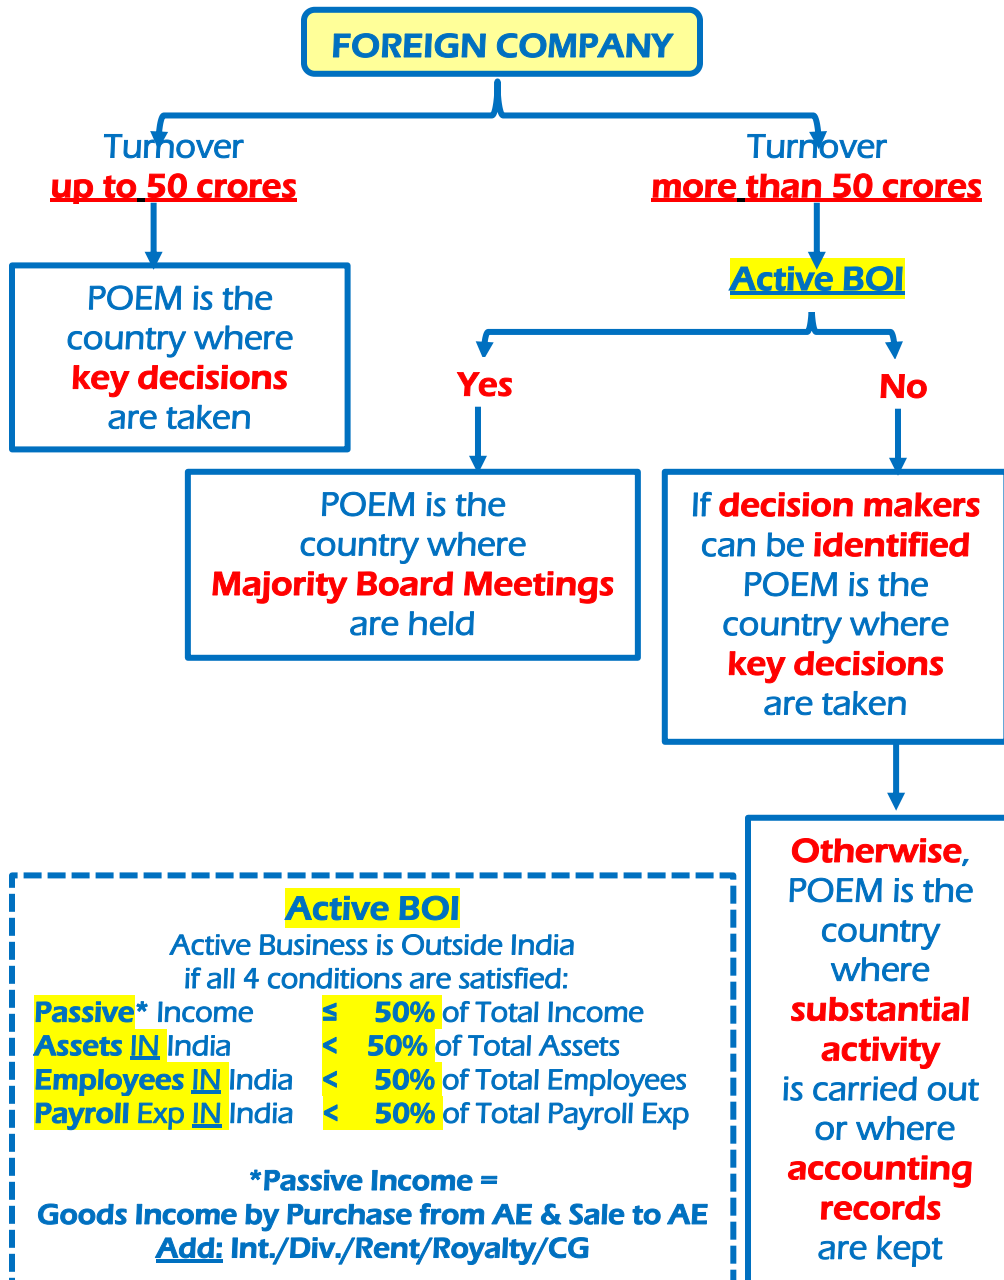 FOREIGN COMPANY
Turnover
up to 50 crores
Turnover
more than 50 crores
POEM is the
country where
key decisions
are taken
Active BOI
Yes
No
POEM is the
country where
Majority Board Meetings
are held
If decision makers
can be identified
POEM is the
country where
key decisions
are taken
Otherwise,
POEM is the
country
where
substantial
activity
is carried out
or where
accounting
records
are kept
Active BOI
Active Business is Outside India
if all 4 conditions are satisfied:
Passive* Income ≤ 50% of Total Income
Assets IN India < 50% of Total Assets
Employees IN India < 50% of Total Employees
Payroll Exp IN India < 50% of Total Payroll Exp
*Passive Income =
Goods Income by Purchase from AE & Sale to AE
Add: Int./Div./Rent/Royalty/CG